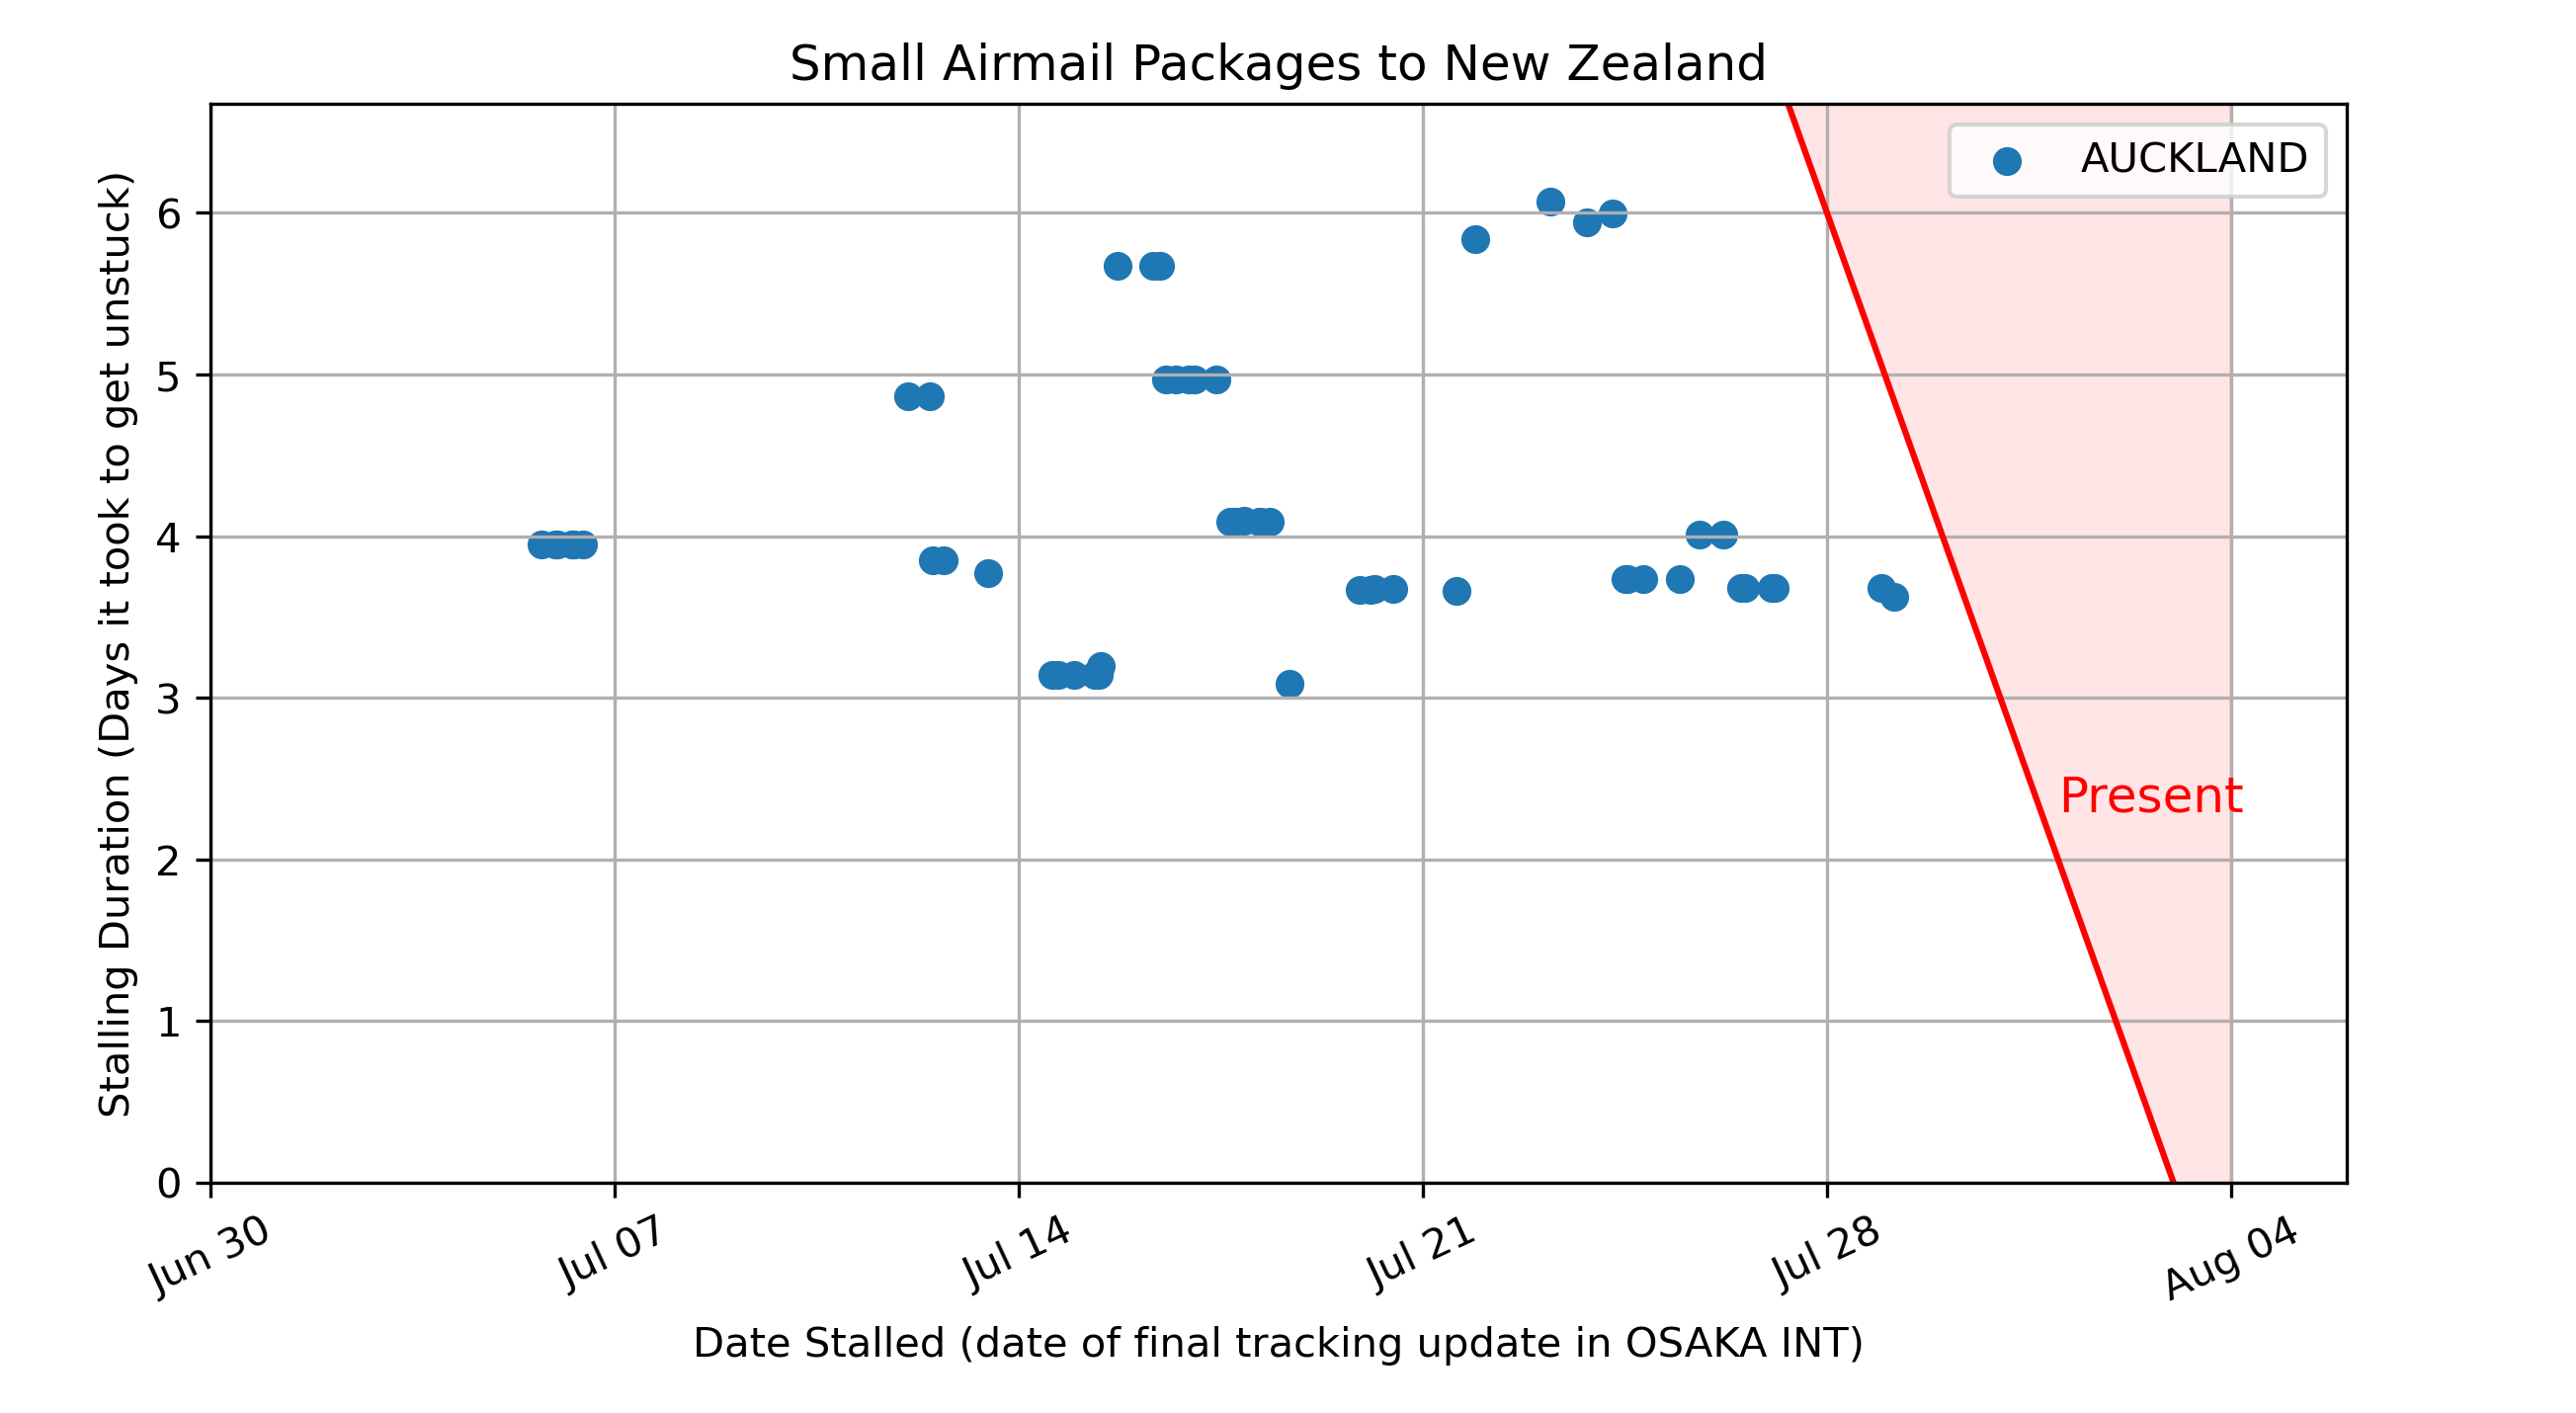 Small Airmail Packages to New Zealand
AUCKLAND
Stalling Duration (Days it took to get unstuck)
6
5
4
3
2
1
0
Present
Jun 30
Jul 07
Jul 14
Jul 21
Jul 28
Aug 04
Date Stalled (date of final tracking update in OSAKA INT)